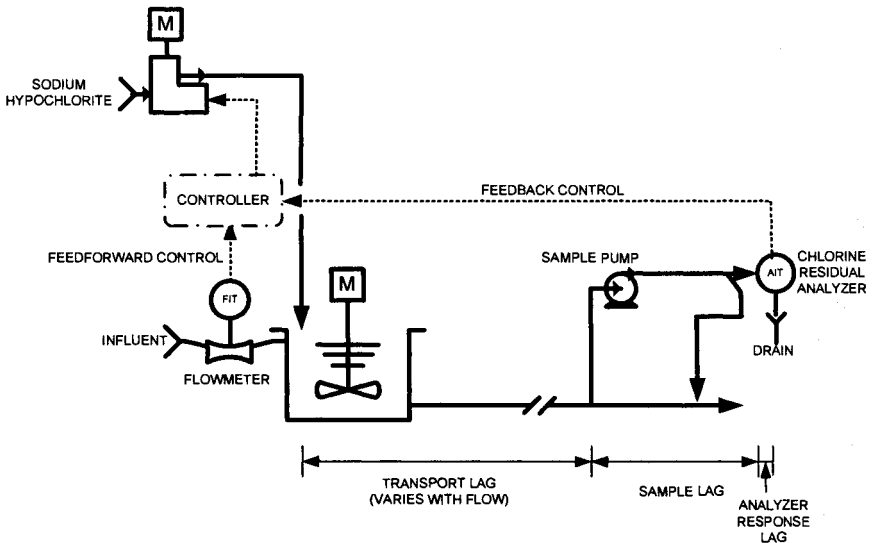 M
SODIUM
HYPOCHLORITE
CONTROLLER
FEEDBACK CONTROL
FEEDFORWARD CONTROL
SAMPLE PUMP
CHLORINE
RESIDUAL
ANALYZER
AIT
M
FIT
INFLUENT
FLOWMETER
DRAIN
TRANSPORT LAG
(VARIES WITH FLOW)
SAMPLE LAG
ANALYZER
RESPONSE
LAG